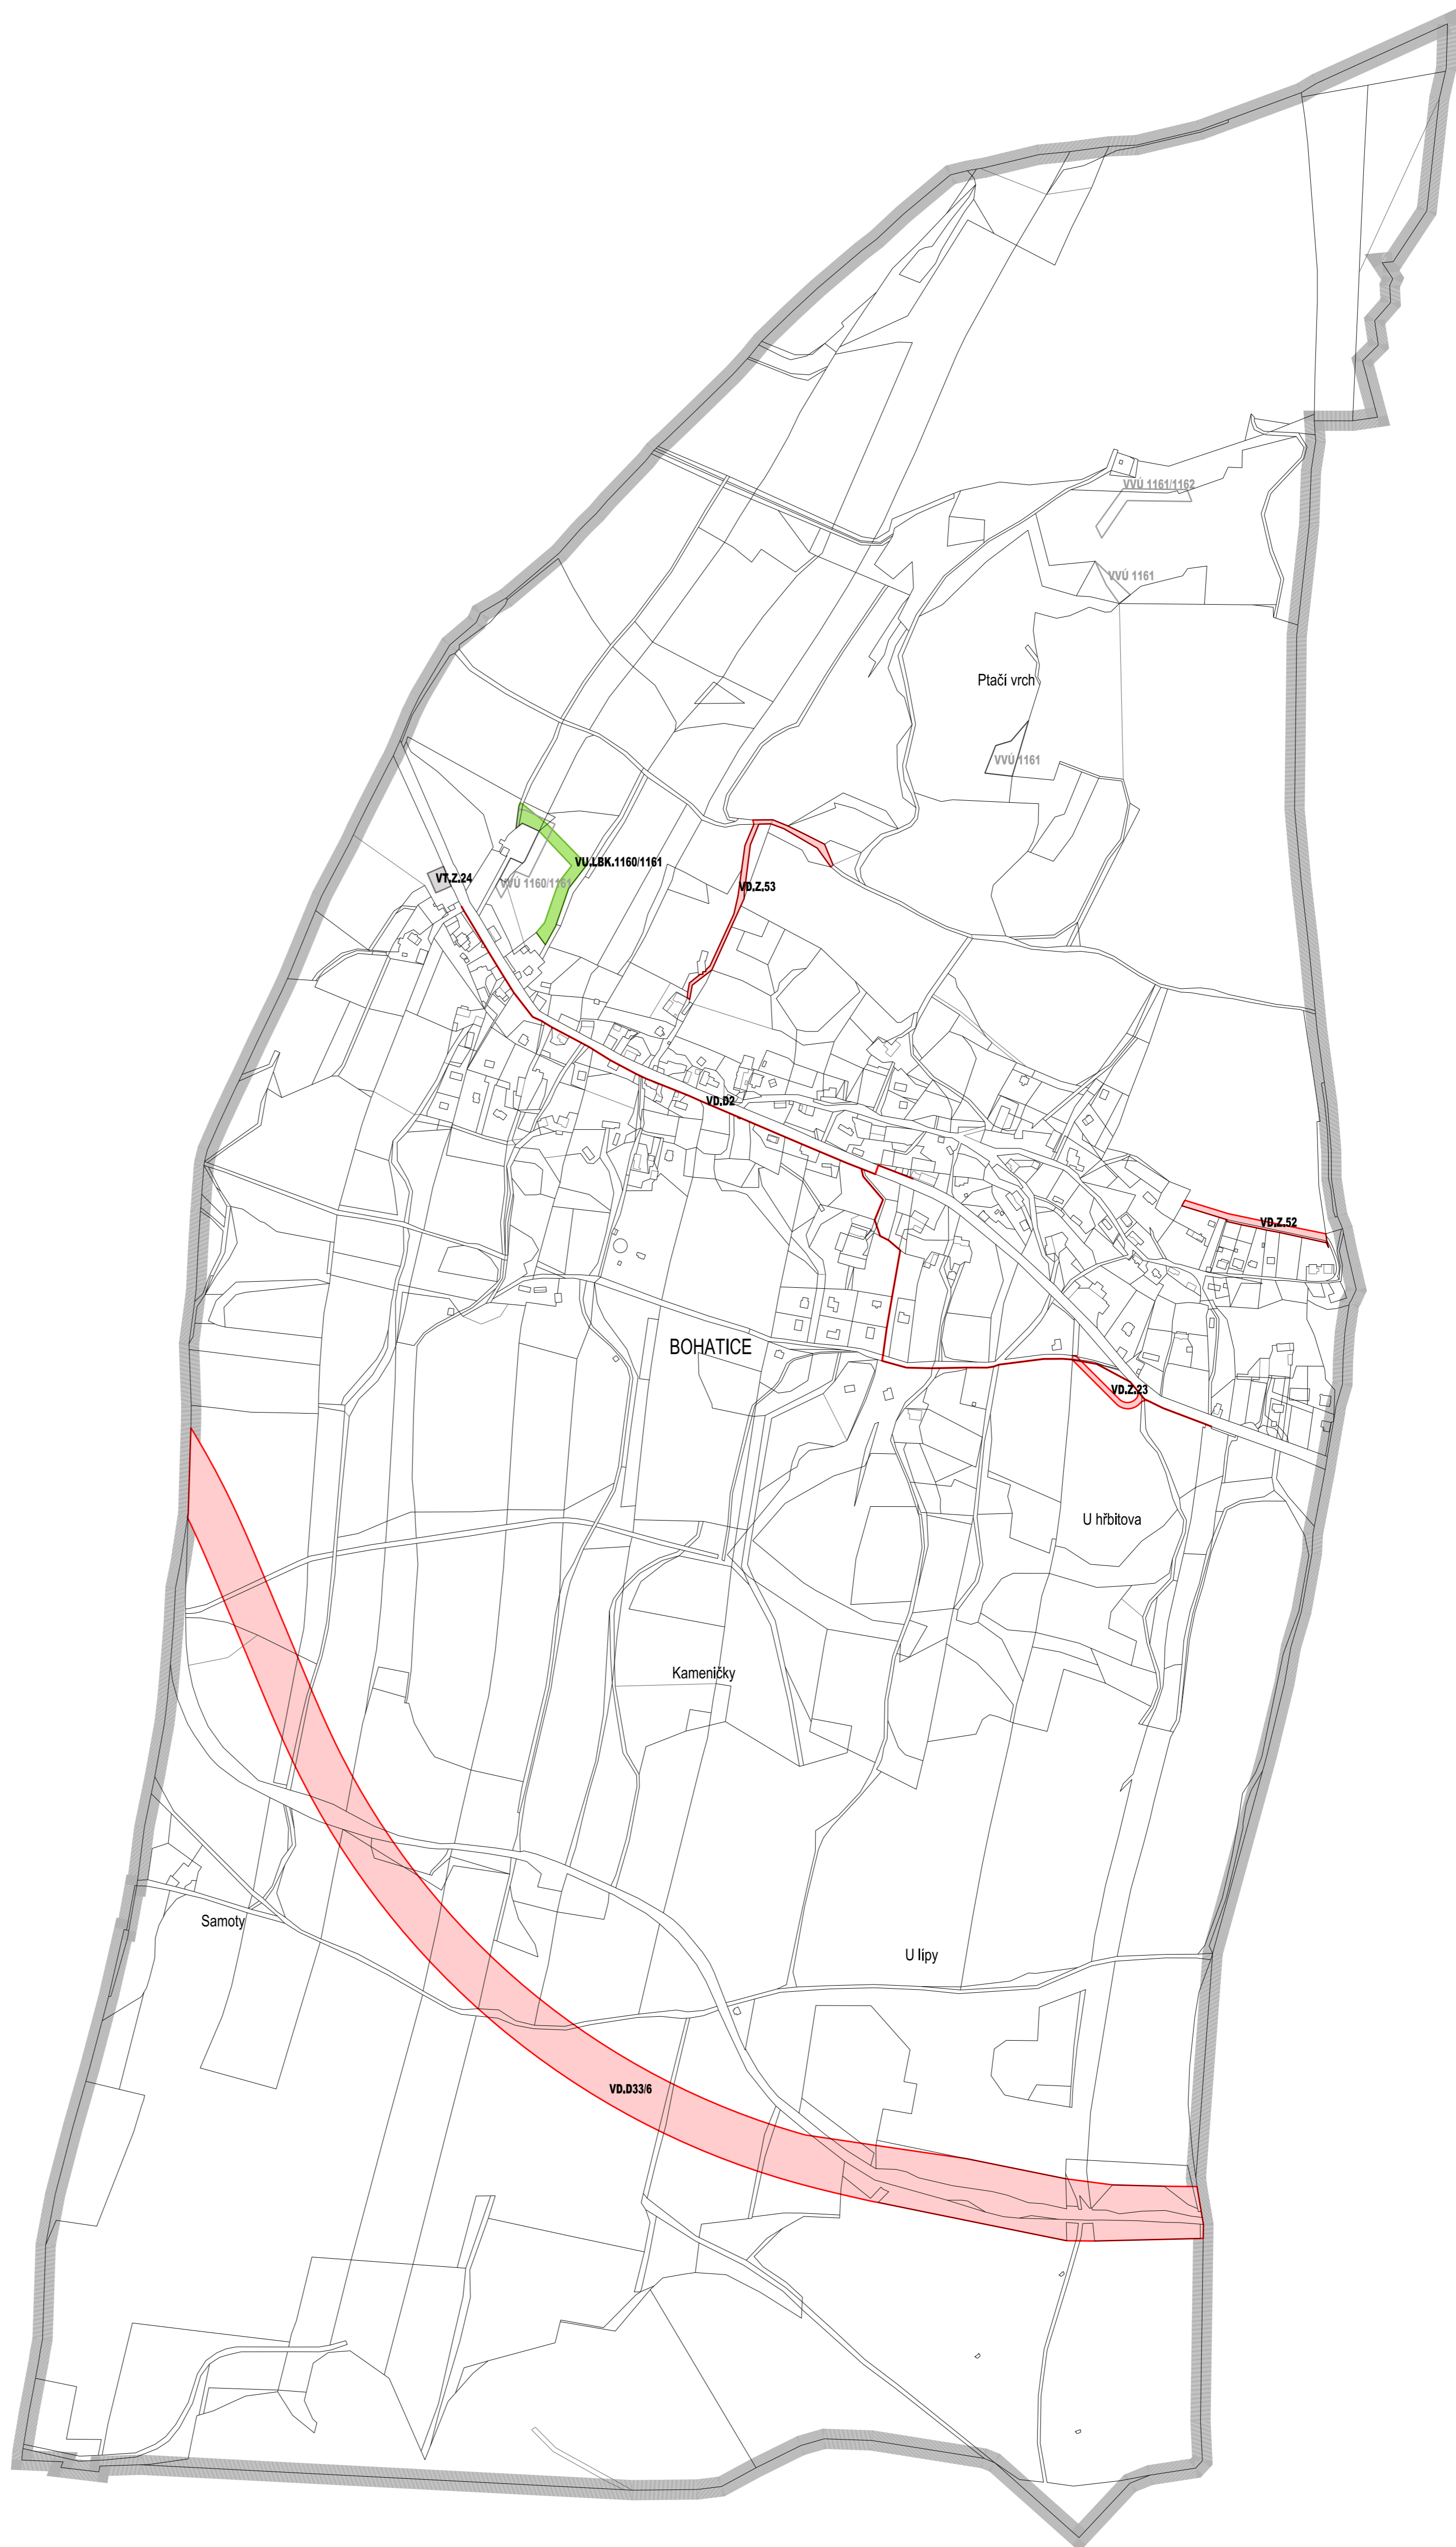 VVÚ 1161/1162
VVÚ 1161
Ptačí vrch
VVÚ 1161
VU.LBK.1160/1161
VT.Z.24
VVÚ 1160/1161
VD.Z.53
VD.D2
VD.Z.52
BOHATICE
VD.Z.23
U hřbitova
Kameničky
Samoty
U lípy
VD.D33/6